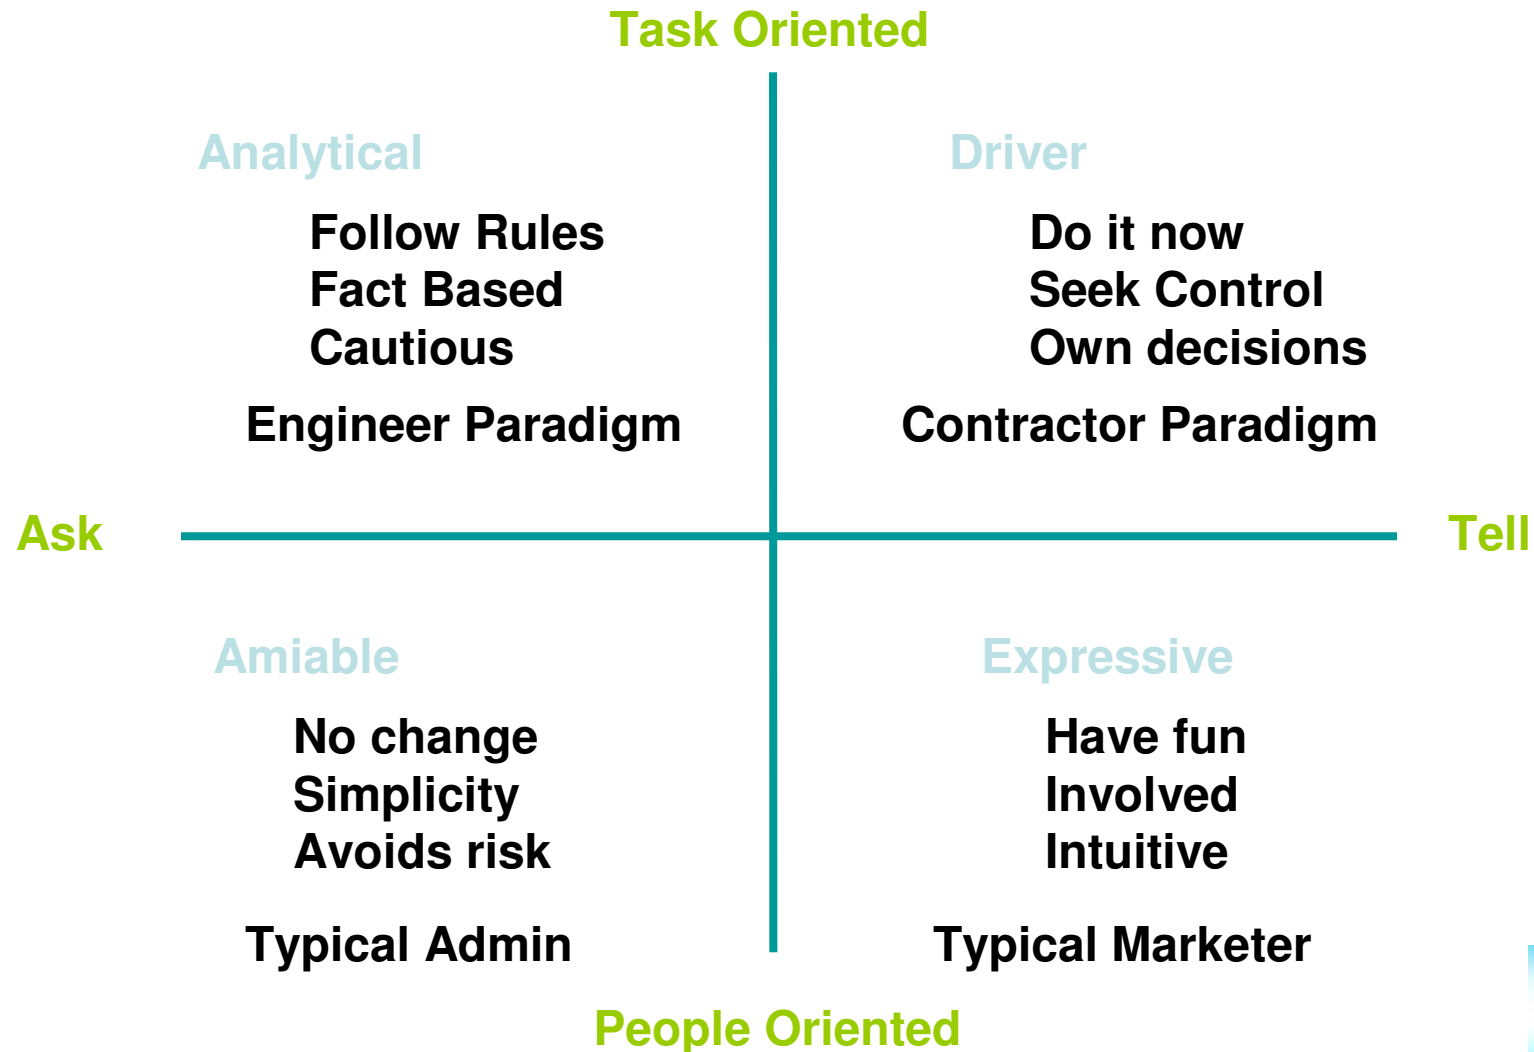 Task Oriented
Analytical
Follow Rules
Fact Based
Cautious
Engineer Paradigm
Driver
Do it now
Seek Control
Own decisions
Contractor Paradigm
Ask
Tell
Amiable
No change
Simplicity
Avoids risk
Typical Admin
Expressive
Have fun
Involved
Intuitive
Typical Marketer
People Oriented